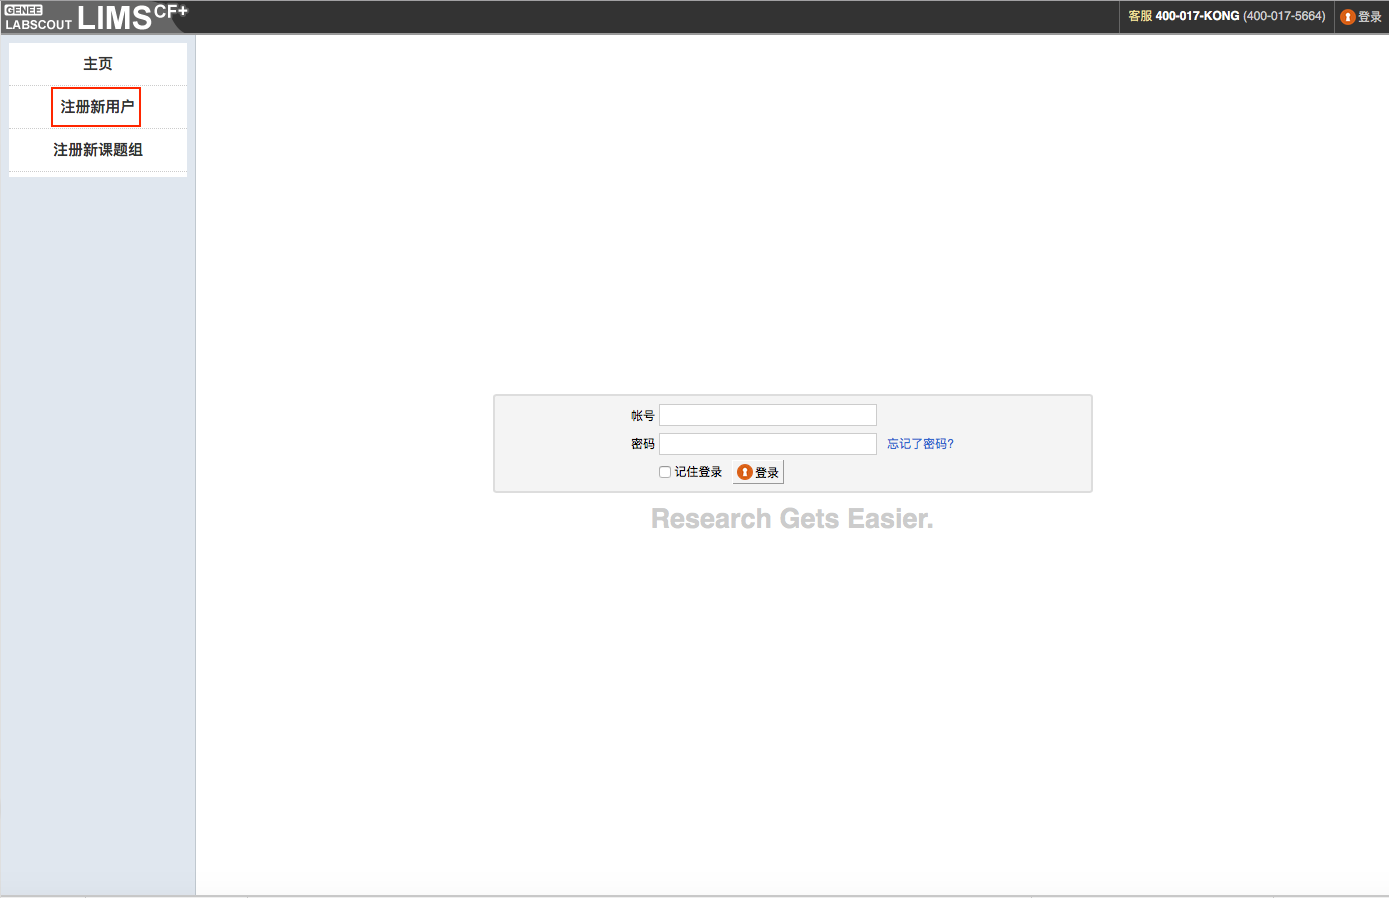 GENEE
LABSCOUT LIMS CF+
客服 400-017-KONG (400-017-5664)
登录
主页
注册新用户
注册新课题组
帐号
密码 忘记了密码?
记住登录 登录
Research Gets Easier.